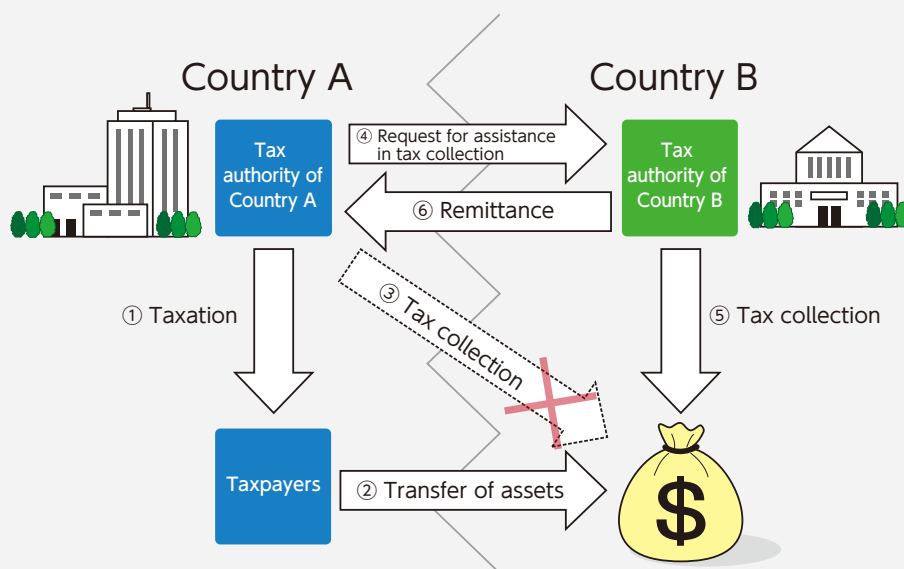 Country A
Country B
Tax
authority of
Country A
④ Request for assistance
in tax collection
Tax
authority of
Country B
⑥ Remittance
① Taxation
③ Tax collection
⑤ Tax collection
Taxpayers
② Transfer of assets
$